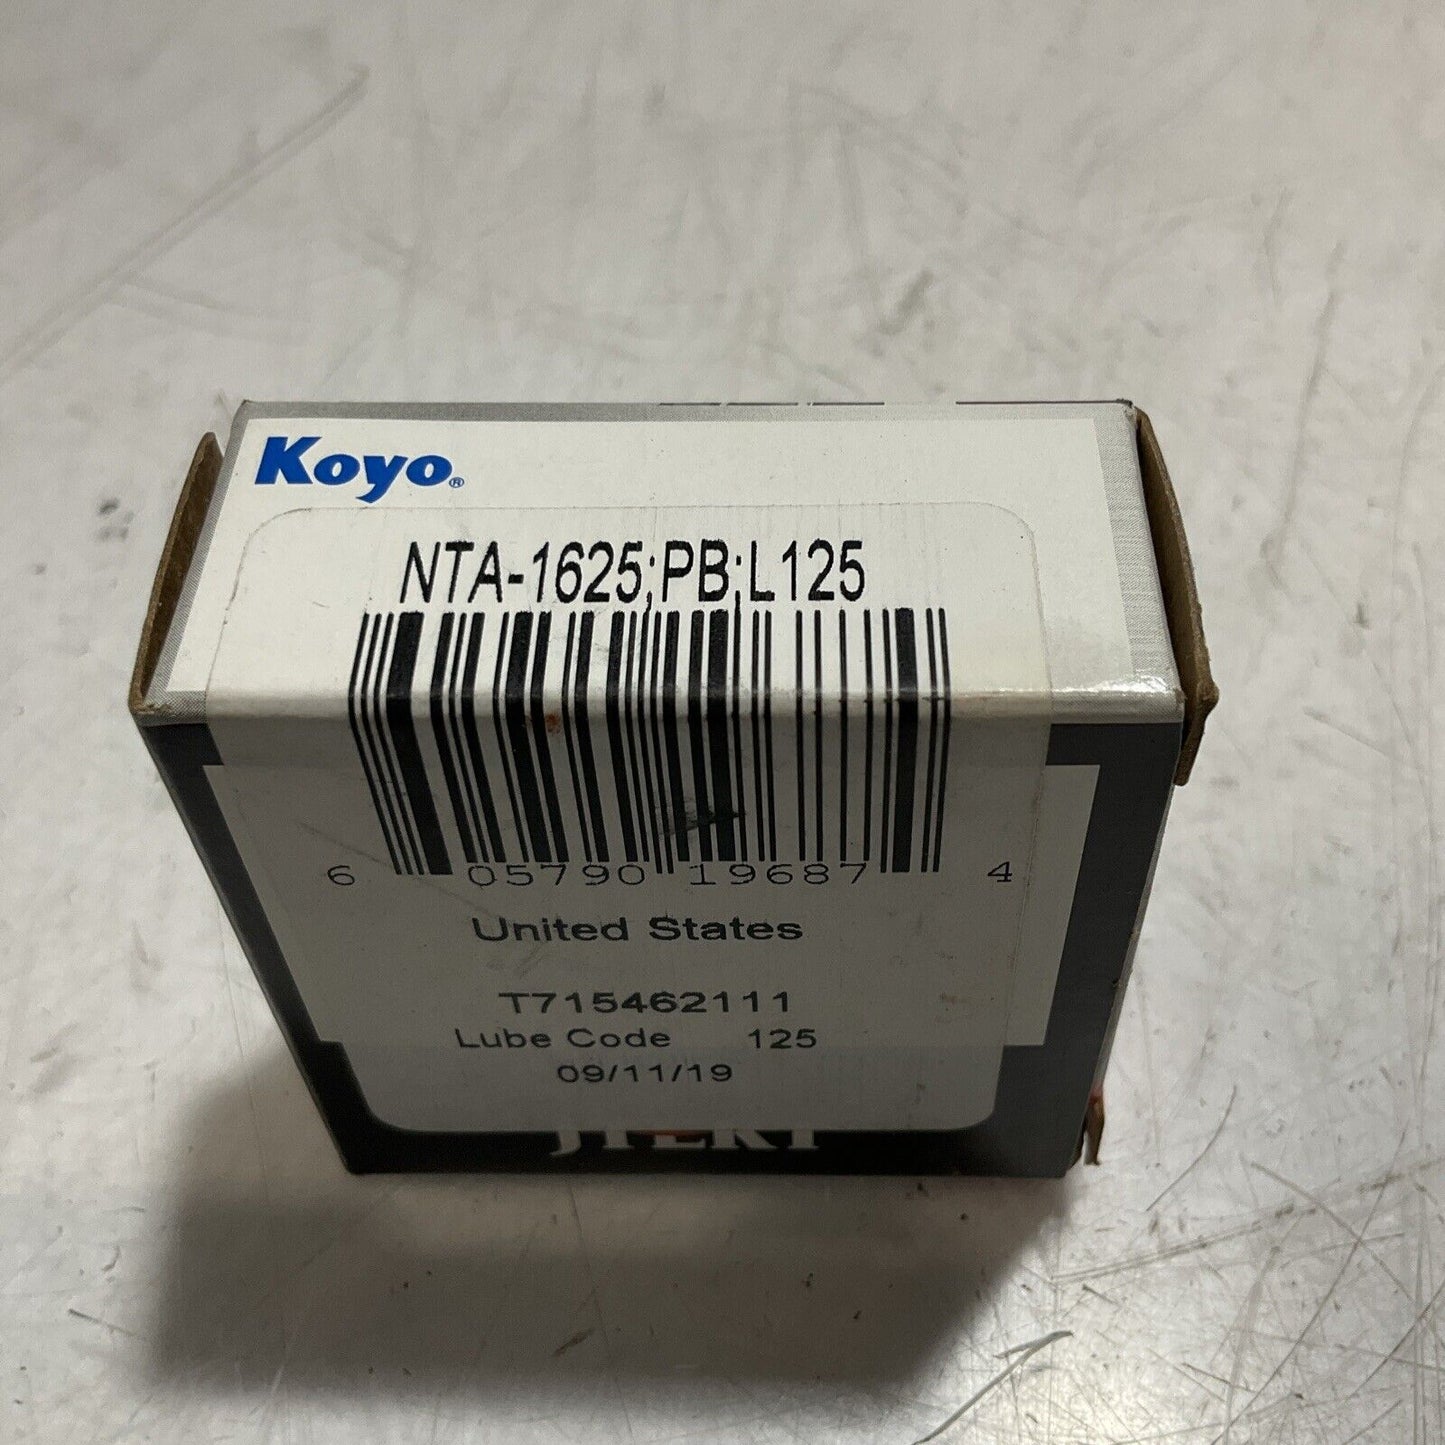 Koyo®
NTA-1625;PB;L125
6 05790 19687 4
United States
T715462111
Lube Code 125
09/11/19